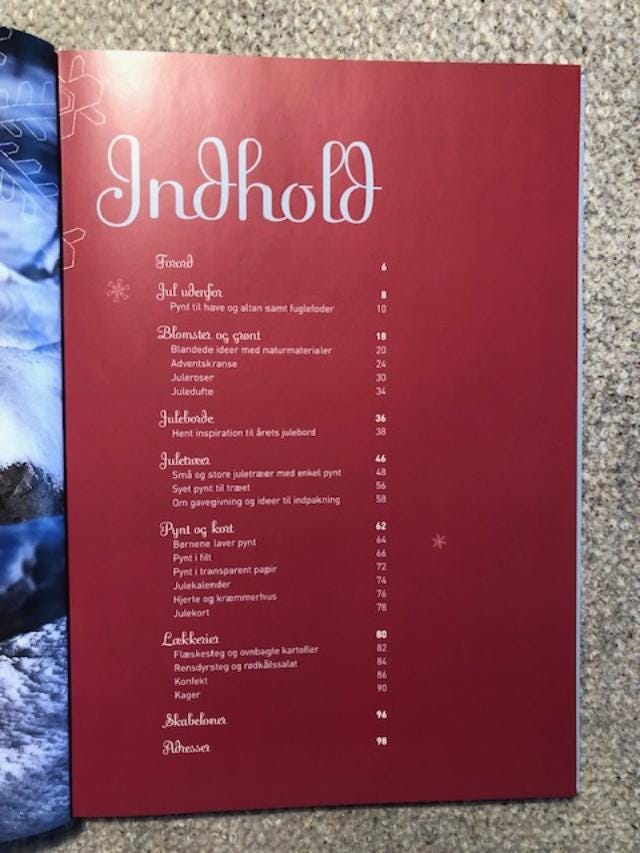 Indhold
Forord 6
Jul udenfor 8
Pynt til have og altan samt fuglefoder 10
Blomster og grønt 18
Blandede ideer med naturmaterialer 20
Adventskranse 24
Juleroser 30
Juledufte 34
Juleborde 36
Hent inspiration til årets julebord 38
Juletræer 46
Små og store juletræer med enkel pynt 48
Syet pynt til træet 56
Om gavegivning og ideer til indpakning 58
Pynt og kort 62
Børnene laver pynt 64
Pynt i filt 66
Pynt i transparent papir 72
Julekalender 74
Hjerte og kræmmerhus 76
Julekort 78
Lækkerier 80
Flæskesteg og ovnbagte kartofler 82
Rensdyrsteg og rødkålssalat 84
Konfekt 86
Kager 90
Skabeloner 96
Adresser 98